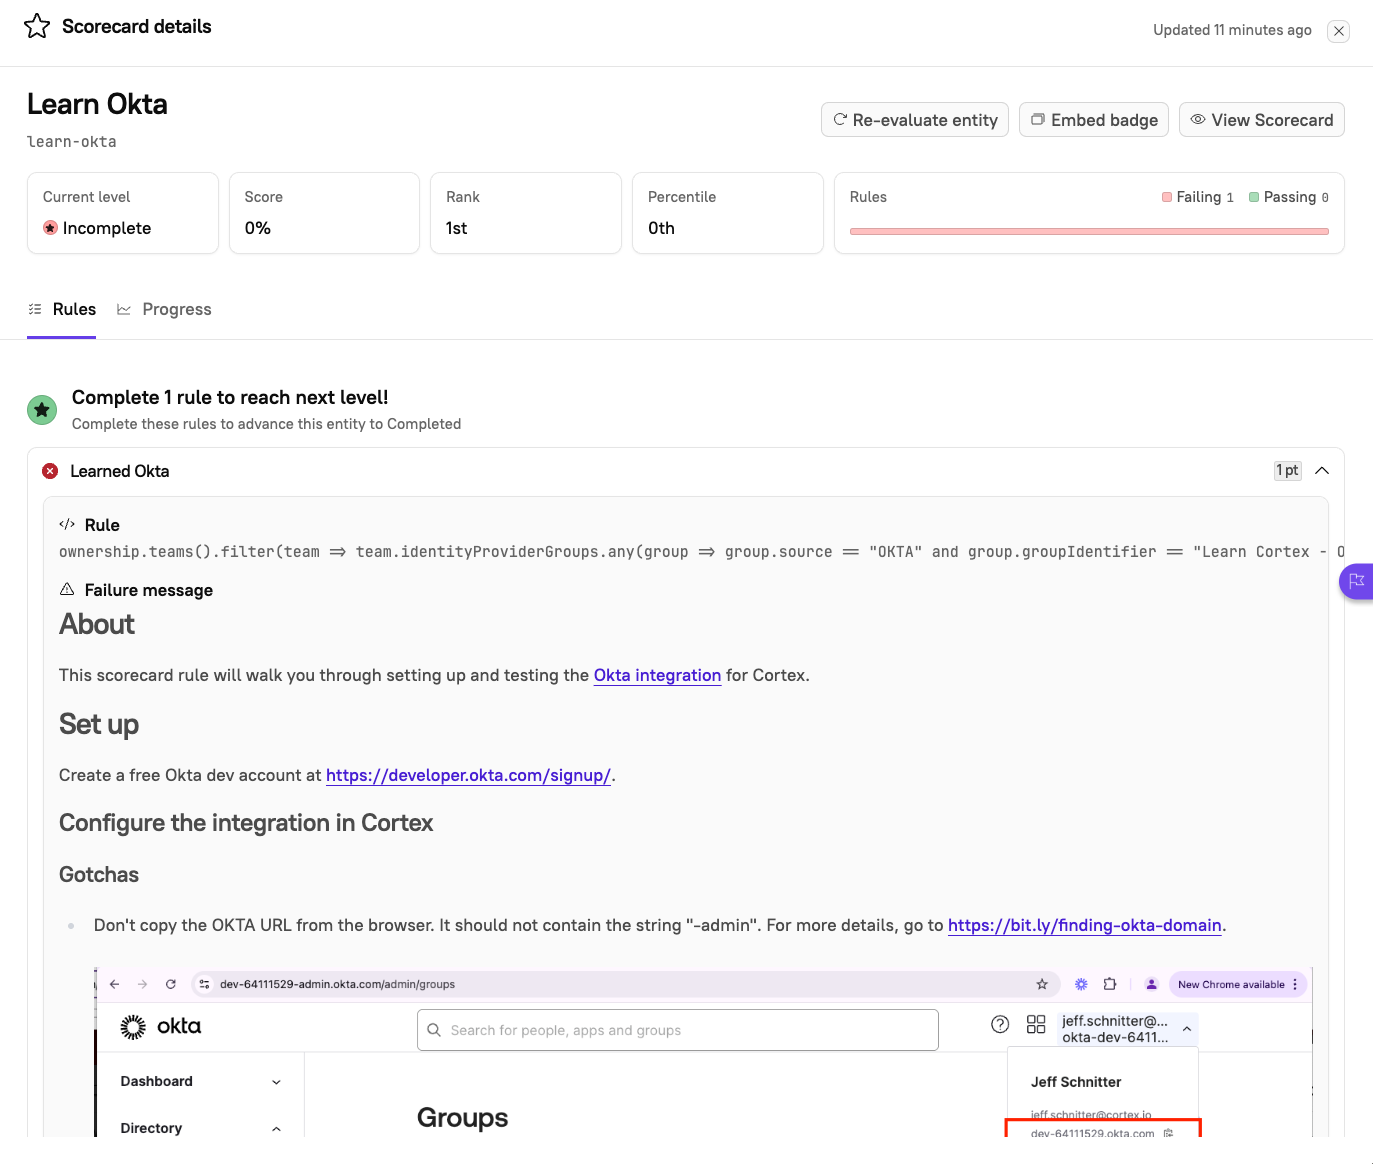 Scorecard details
Updated 11 minutes ago
Learn Okta
learn-okta
Re-evaluate entity
Embed badge
View Scorecard
Current level
Incomplete
Score
0%
Rank
1st
Percentile
0th
Rules
Failing 1
Passing 0
Rules
Progress
Complete 1 rule to reach next level!
Complete these rules to advance this entity to Completed
Learned Okta
1 pt
</> Rule
ownership.teams().filter(team => team.identityProviderGroups.any(group => group.source == "OKTA" and group.groupIdentifier == "Learn Cortex - O
Failure message
About
This scorecard rule will walk you through setting up and testing the Okta integration for Cortex.
Set up
Create a free Okta dev account at https://developer.okta.com/signup/.
Configure the integration in Cortex
Gotchas
Don't copy the OKTA URL from the browser. It should not contain the string "-admin". For more details, go to https://bit.ly/finding-okta-domain.
dev-64111529-admin.okta.com/admin/groups
New Chrome available
okta
Search for people, apps and groups
jeff.schnitter@...
okta-dev-6411...
Dashboard
Jeff Schnitter
jeff.schnitter@cortex.io
Groups
Directory
dev-64111529.okta.com